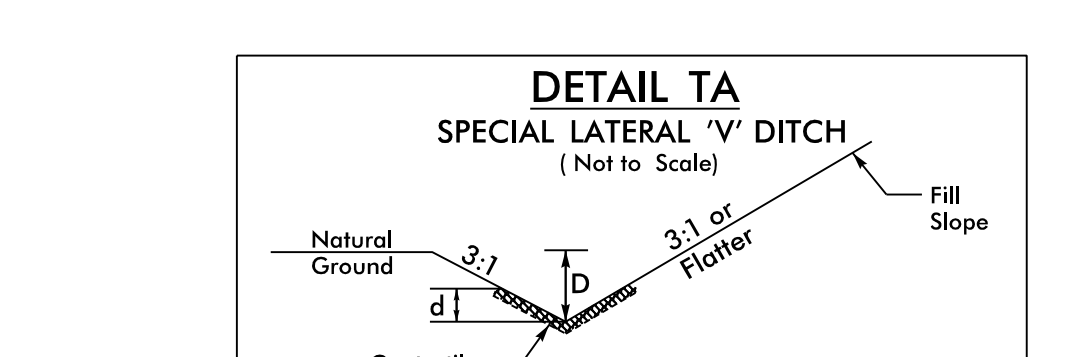 DETAIL TA
SPECIAL LATERAL 'V' DITCH
( Not to Scale)
Fill
Slope
3:1 or
Flatter
Natural
Ground
3:1
D
d